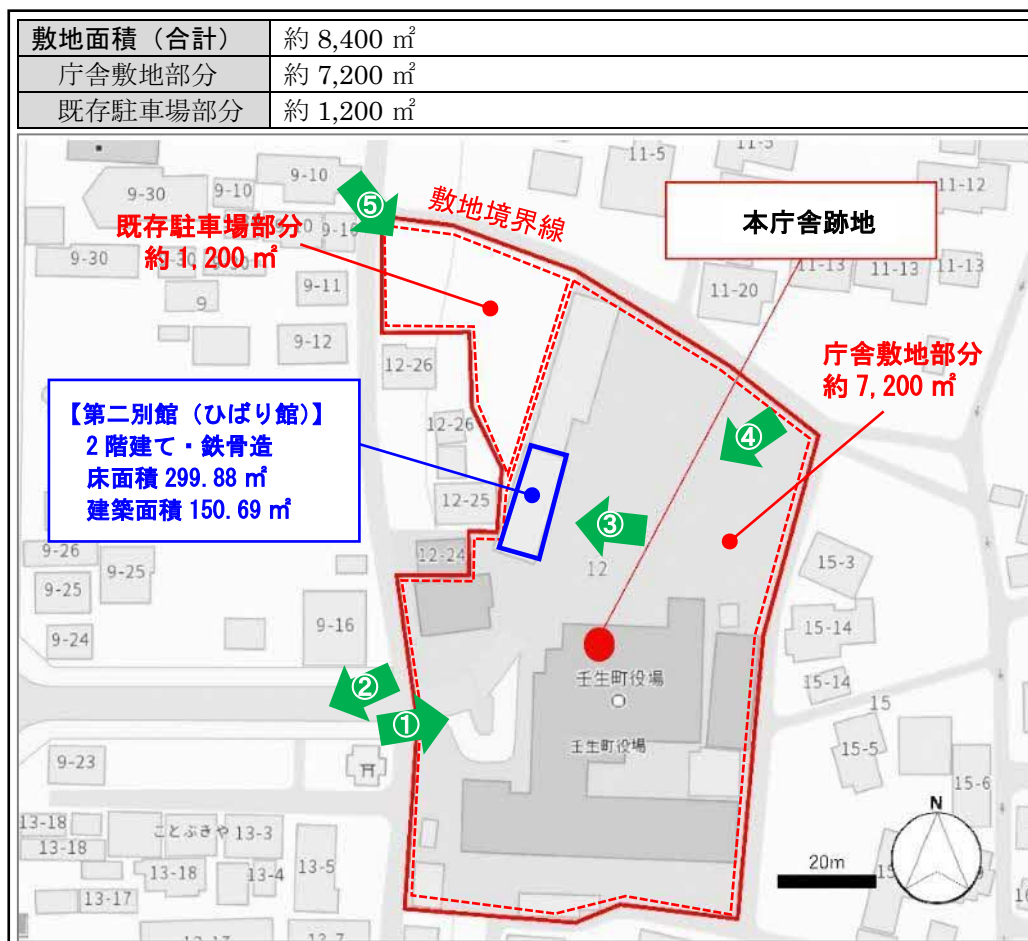 敷地面積(合計) 約 8,400 ㎡
庁舎敷地部分 約 7,200 ㎡
既存駐車場部分 約 1,200 ㎡
11-5
11-3
9-30
9-10
9-10
⑤
敷地境界線
11-12
本庁舎跡地
既存駐車場部分
約 1,200 ㎡
9-30
9-11
9
11-20
11-13
11-13
11-13
9-12
12-26
庁舎敷地部分
約 7,200 ㎡
【第二別館(ひばり館)】
2 階建て・鉄骨造
床面積 299.88 ㎡
建築面積 150.69 ㎡
12-26
④
12-25
③
12-24
12
9-26
9-25
9-25
9-24
9-16
15-3
15-14
15-14
15
壬生町役場
②
①
壬生町役場
9-23
15-5
15-6
N
20m
13-18
13-18
ことぶきや
13-3
13-18
13-4
13-5
13-17
13-7